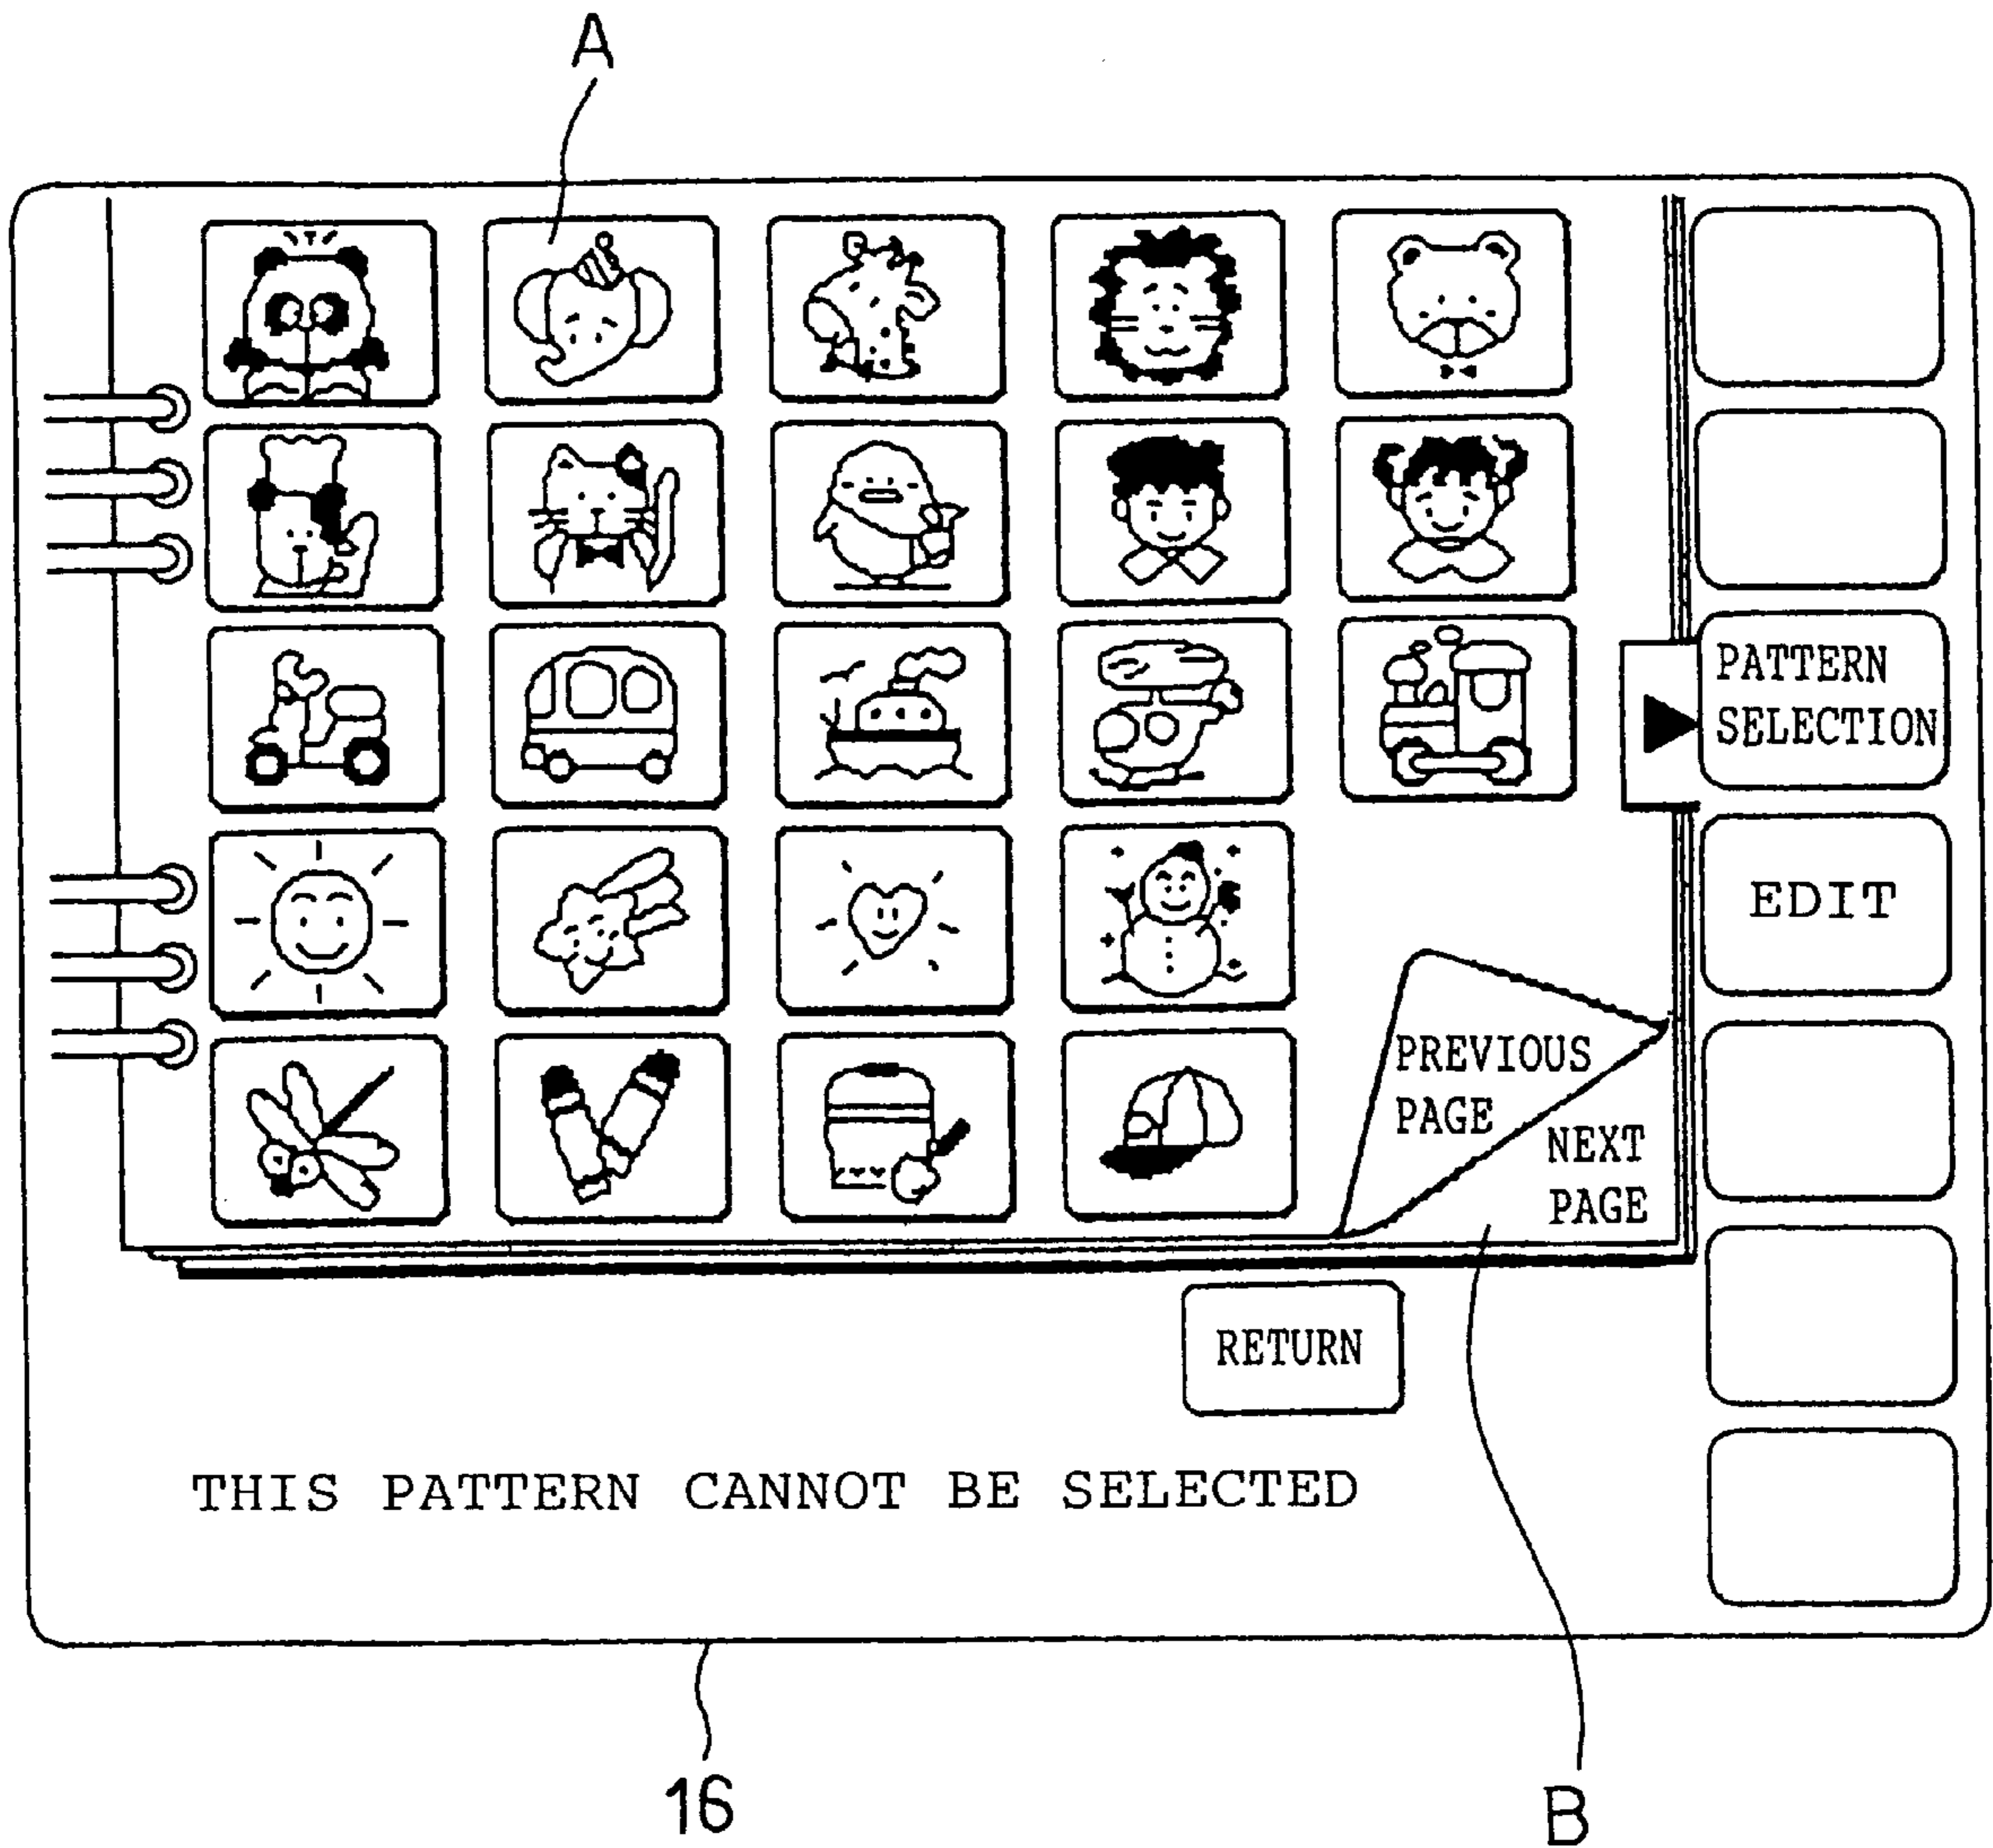 A
PATTERN
SELECTION
EDIT
PREVIOUS
PAGE
NEXT
PAGE
RETURN
THIS PATTERN CANNOT BE SELECTED
16
B